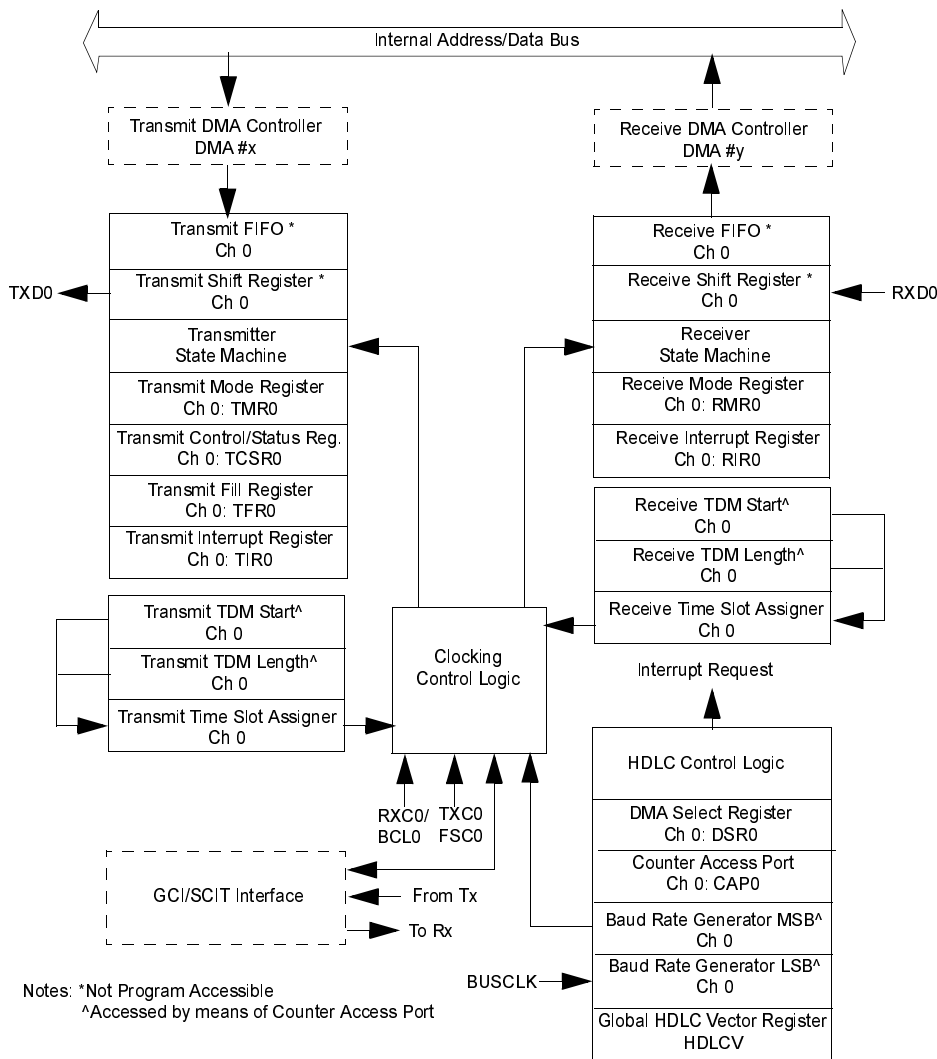 Internal Address/Data Bus
Transmit DMA Controller
DMA #x
Receive DMA Controller
DMA #y
Transmit FIFO *
Ch 0
Transmit Shift Register *
Ch 0
Transmitter
State Machine
Transmit Mode Register
Ch 0: TMR0
Transmit Control/Status Reg.
Ch 0: TCSR0
Transmit Fill Register
Ch 0: TFR0
Transmit Interrupt Register
Ch 0: TIR0
TXD0
Receive FIFO *
Ch 0
Receive Shift Register *
Ch 0
Receiver
State Machine
Receive Mode Register
Ch 0: RMR0
Receive Interrupt Register
Ch 0: RIR0
RXD0
Receive TDM Start^
Ch 0
Receive TDM Length^
Ch 0
Receive Time Slot Assigner
Ch 0
Transmit TDM Start^
Ch 0
Transmit TDM Length^
Ch 0
Transmit Time Slot Assigner
Ch 0
Clocking
Control Logic
Interrupt Request
HDLC Control Logic
DMA Select Register
Ch 0: DSR0
Counter Access Port
Ch 0: CAP0
Baud Rate Generator MSB^
Ch 0
Baud Rate Generator LSB^
Ch 0
Global HDLC Vector Register
HDLCV
RXC0/
BCL0
TXC0
FSC0
GCI/SCIT Interface
From Tx
To Rx
BUSCLK
Notes: *Not Program Accessible
^Accessed by means of Counter Access Port